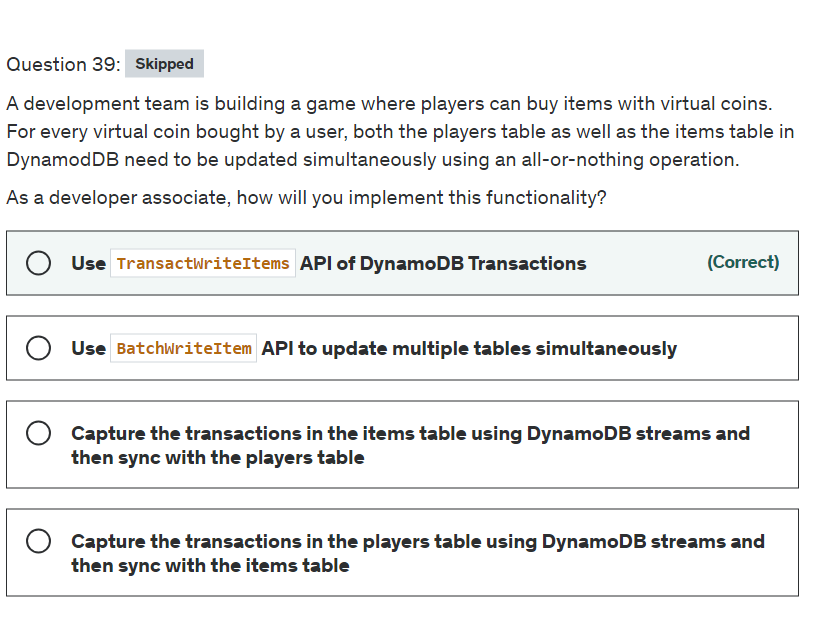 Question 39: Skipped
A development team is building a game where players can buy items with virtual coins.
For every virtual coin bought by a user, both the players table as well as the items table in
DynamodDB need to be updated simultaneously using an all-or-nothing operation.
As a developer associate, how will you implement this functionality?
Use TransactWriteItems API of DynamoDB Transactions (Correct)
Use BatchWriteItem API to update multiple tables simultaneously
Capture the transactions in the items table using DynamoDB streams and
then sync with the players table
Capture the transactions in the players table using DynamoDB streams and
then sync with the items table